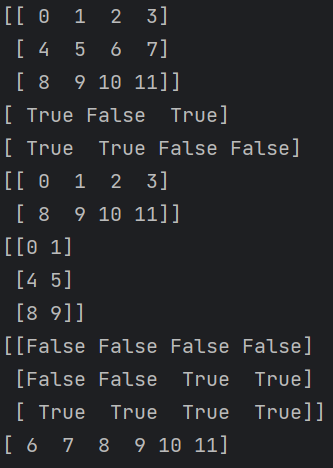 [[ 0  1  2  3]
 [ 4  5  6  7]
 [ 8  9 10 11]]
[ True False  True]
[ True  True False False]
[[ 0  1  2  3]
 [ 8  9 10 11]]
[[0 1]
 [4 5]
 [8 9]]
[[False False False False]
 [False False  True  True]
 [ True  True  True  True]]
[ 6  7  8  9 10 11]